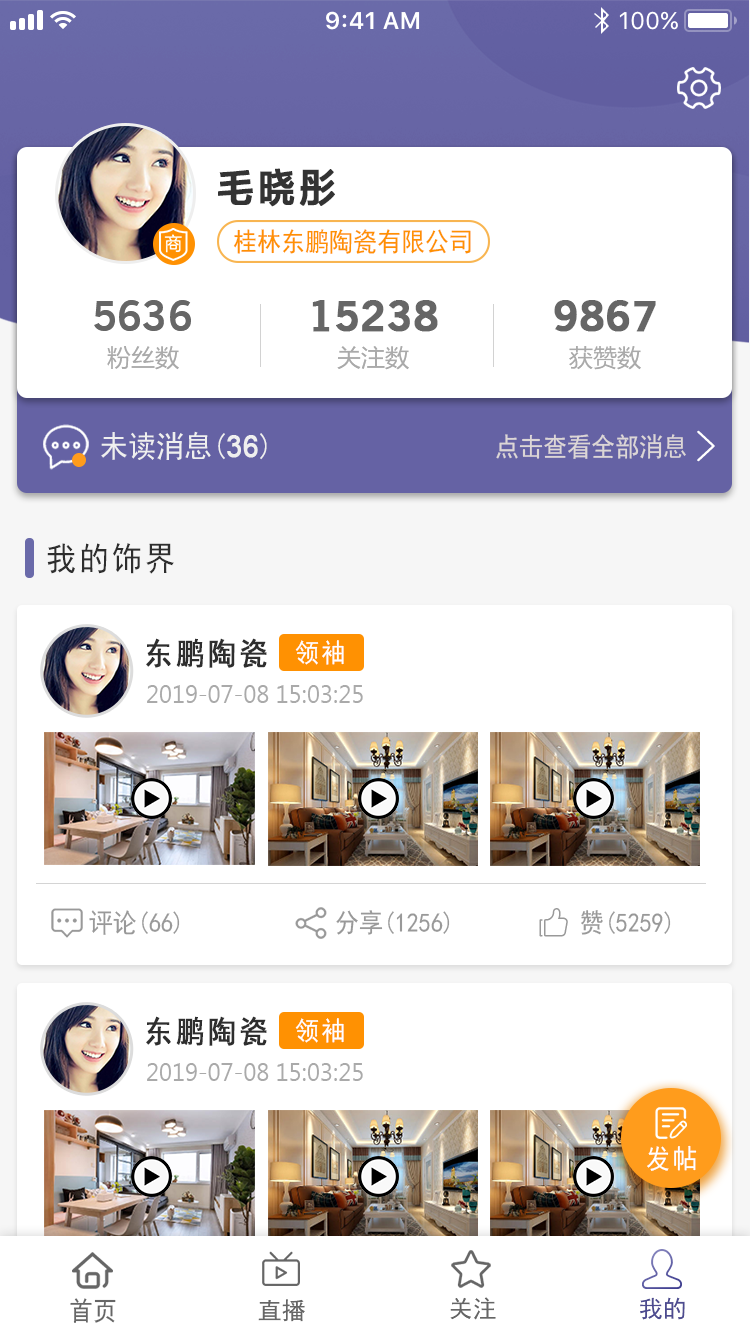 9:41 AM
100%
毛晓彤
商
桂林东鹏陶瓷有限公司
5636
15238
9867
粉丝数
关注数
获赞数
未读消息(36)
点击查看全部消息
我的饰界
东鹏陶瓷 领袖
2019-07-08 15:03:25
评论(66)
分享(1256)
赞(5259)
东鹏陶瓷 领袖
2019-07-08 15:03:25
发帖
首页
直播
关注
我的